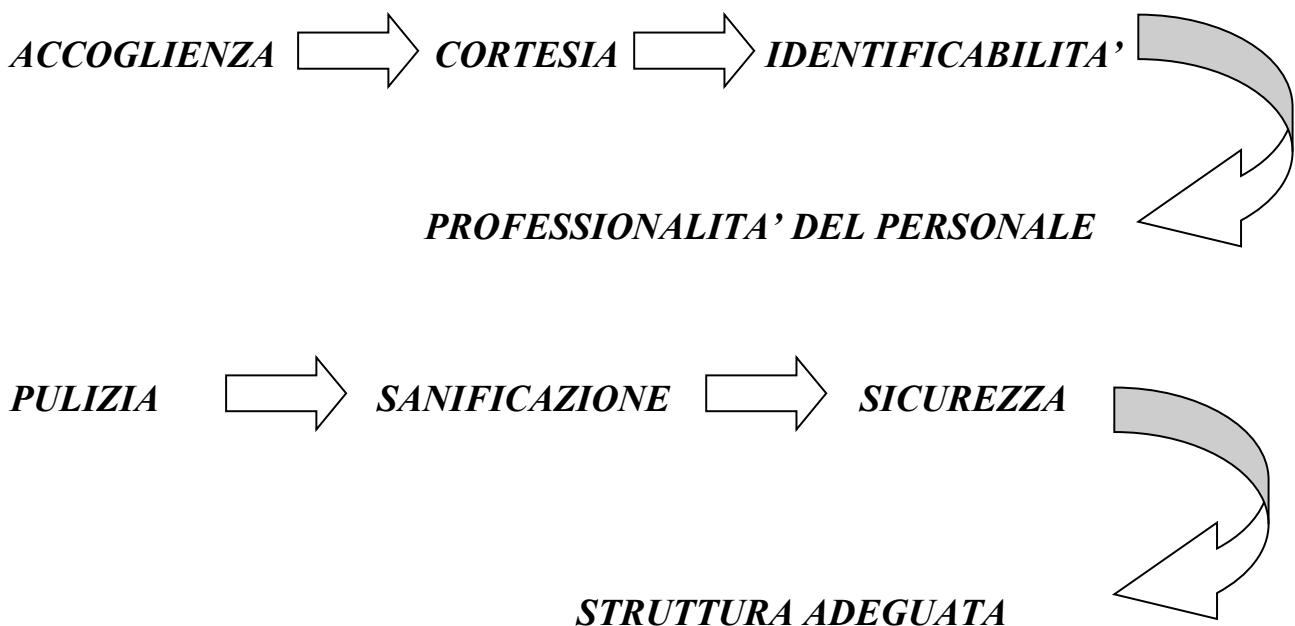 ACCOGLIENZA CORTESIA IDENTIFICABILITA’
PROFESSIONALITA’ DEL PERSONALE
PULIZIA SANIFICAZIONE SICUREZZA
STRUTTURA ADEGUATA